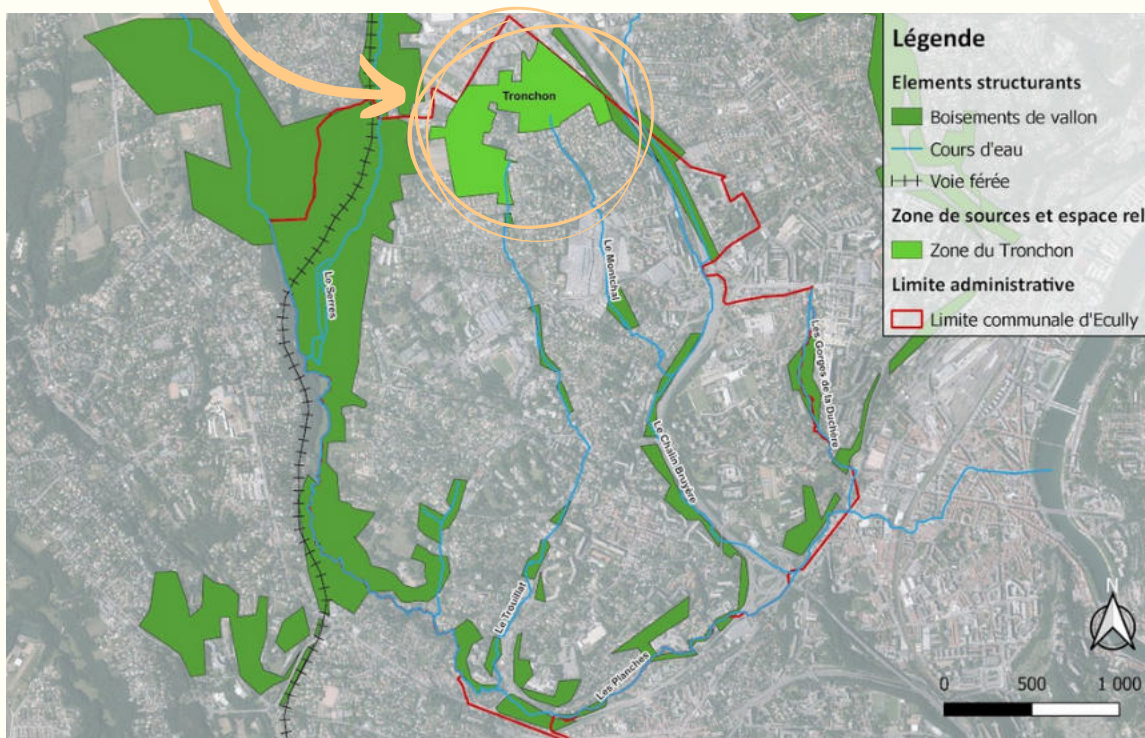 Légende
Elements structurants
Boisements de vallon
Cours d'eau
Voie férée
Zone de sources et espace rel
Zone du Tronchon
Limite administrative
Limite communale d'Ecully
Tronchon
Le Serres
Le Montchal
Les Gorges de la Duchère
Le Chalin Bruyère
Le Trouillat
Les Planches
N
0 500 1 000